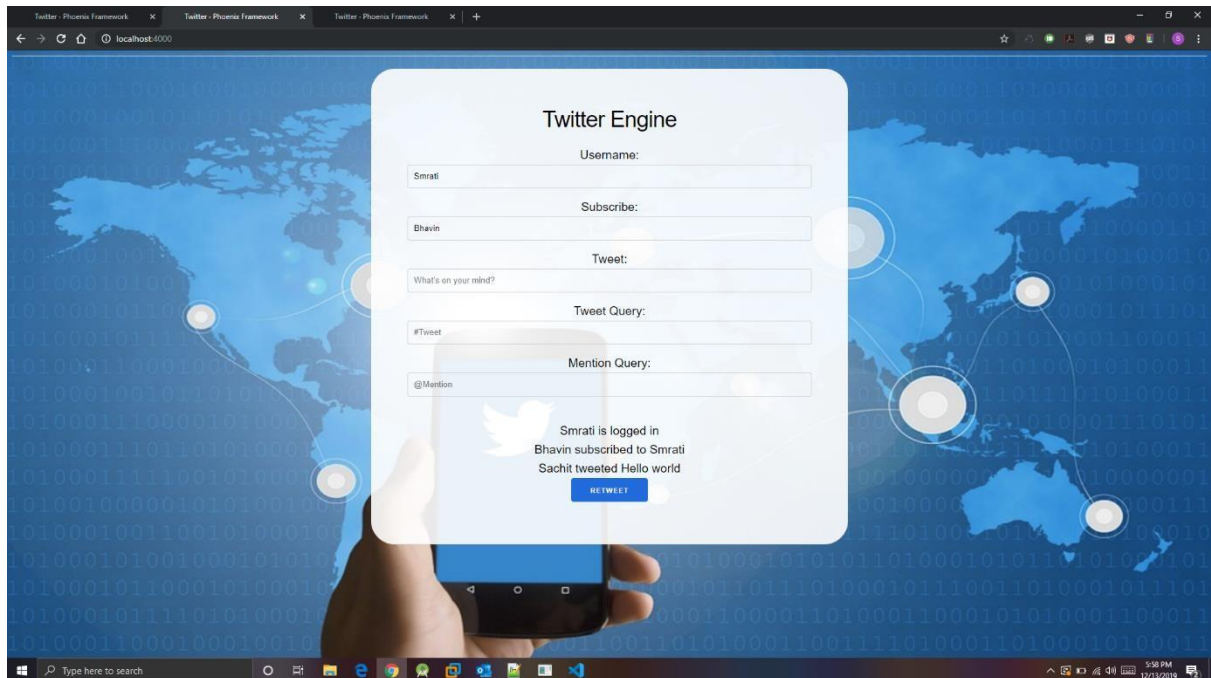 Twitter - Phoenix Framework
Twitter - Phoenix Framework
Twitter - Phoenix Framework
localhost:4000
Twitter Engine
Username:
Smrati
Subscribe:
Bhavin
Tweet:
What's on your mind?
Tweet Query:
#Tweet
Mention Query:
@Mention
Smrati is logged in
Bhavin subscribed to Smrati
Sachit tweeted Hello world
RETWEET
Type here to search
5:58 PM
12/13/2019